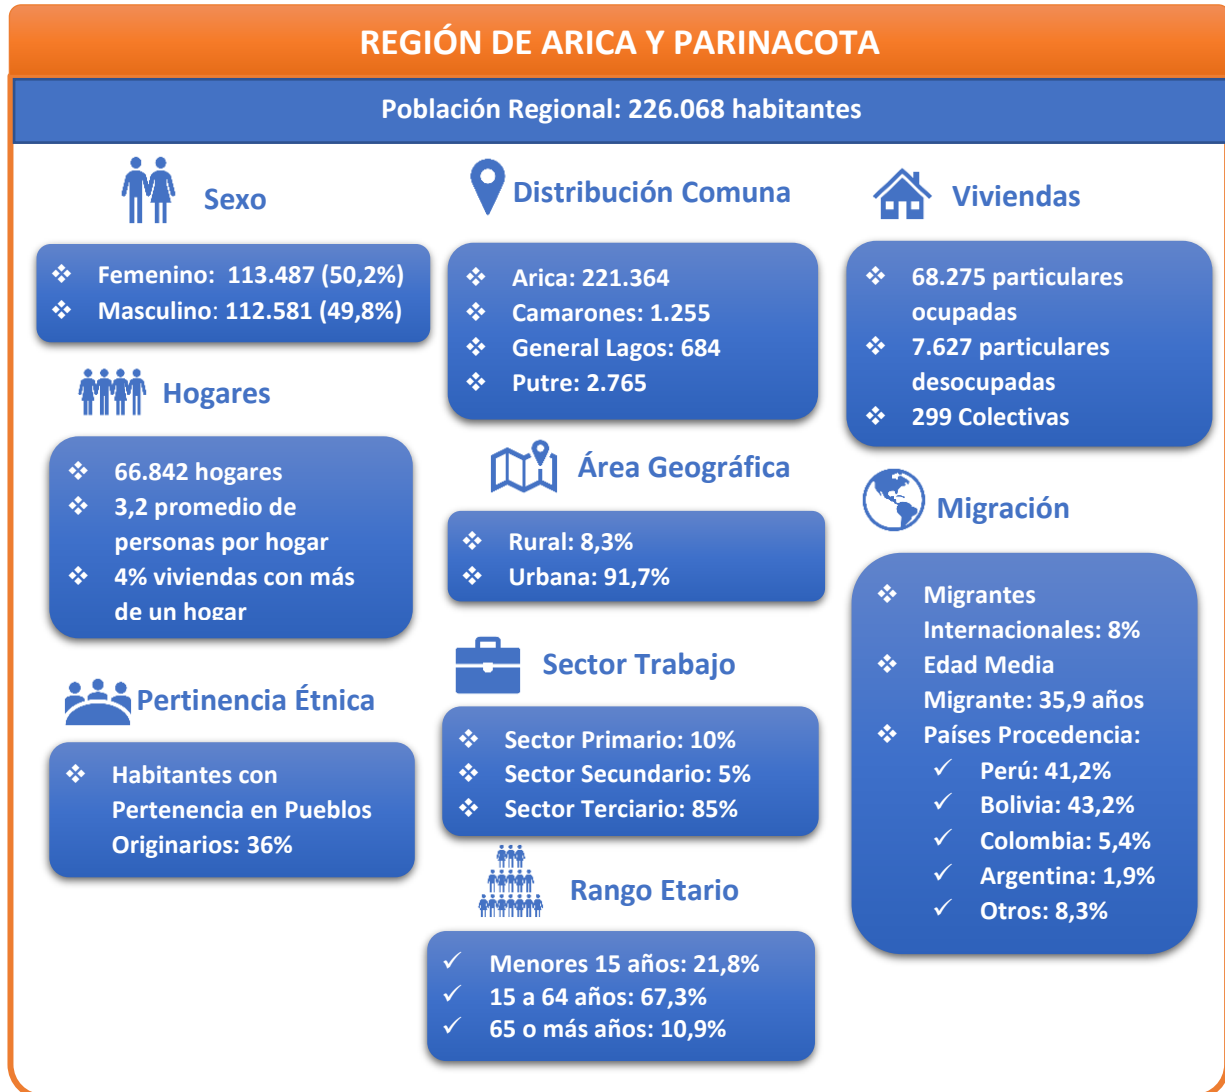 REGIÓN DE ARICA Y PARINACOTA
Población Regional: 226.068 habitantes
Sexo
❖ Femenino: 113.487 (50,2%)
❖ Masculino: 112.581 (49,8%)
Hogares
❖ 66.842 hogares
❖ 3,2 promedio de
personas por hogar
❖ 4% viviendas con más
de un hogar
Pertinencia Étnica
❖ Habitantes con
Pertenencia en Pueblos
Originarios: 36%
Distribución Comuna
❖ Arica: 221.364
❖ Camarones: 1.255
❖ General Lagos: 684
❖ Putre: 2.765
Área Geográfica
❖ Rural: 8,3%
❖ Urbana: 91,7%
Sector Trabajo
❖ Sector Primario: 10%
❖ Sector Secundario: 5%
❖ Sector Terciario: 85%
Rango Etario
✓ Menores 15 años: 21,8%
✓ 15 a 64 años: 67,3%
✓ 65 o más años: 10,9%
Viviendas
❖ 68.275 particulares
ocupadas
❖ 7.627 particulares
desocupadas
❖ 299 Colectivas
Migración
❖ Migrantes
Internacionales: 8%
❖ Edad Media
Migrante: 35,9 años
❖ Países Procedencia:
✓ Perú: 41,2%
✓ Bolivia: 43,2%
✓ Colombia: 5,4%
✓ Argentina: 1,9%
✓ Otros: 8,3%